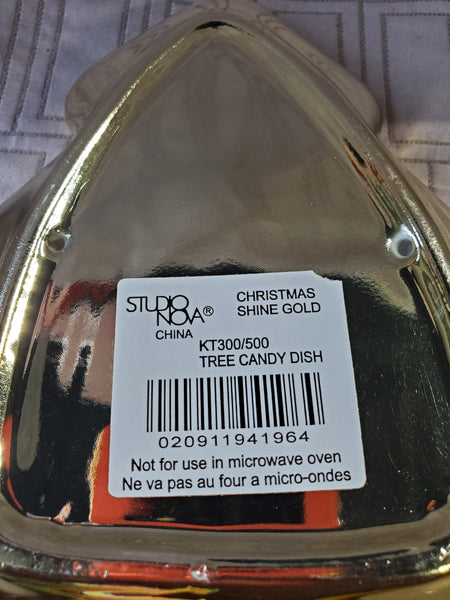 STUDIO NOVA®
CHINA
CHRISTMAS
SHINE GOLD
KT300/500
TREE CANDY DISH
020911941964
Not for use in microwave oven
Ne va pas au four a micro-ondes